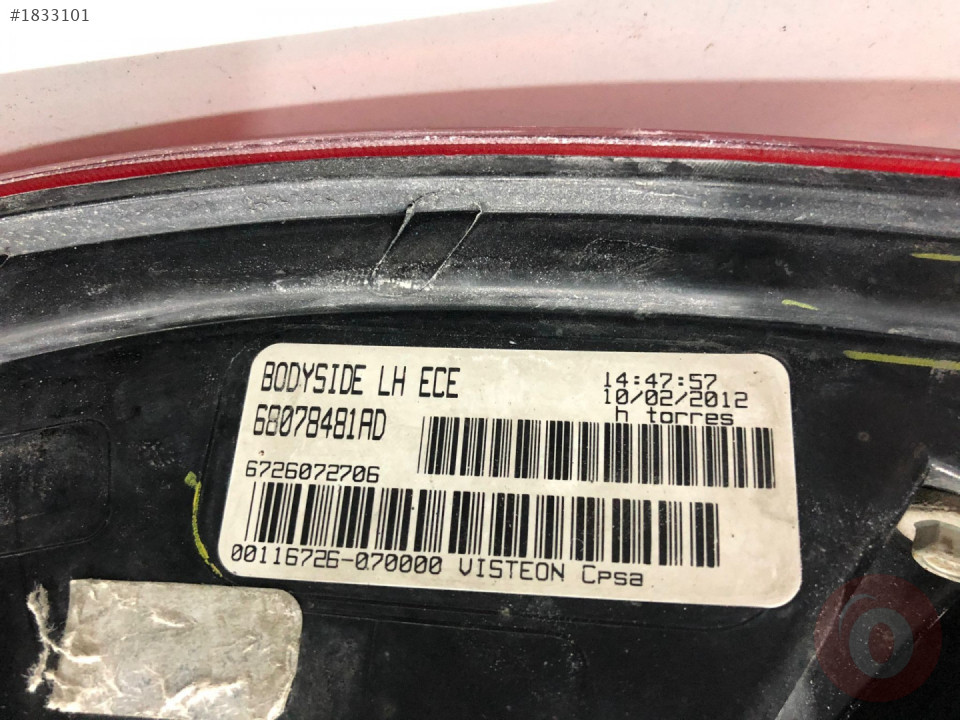 #1833101
BODYSIDE LH ECE
14:47:57
10/02/2012
h torres
68078481AD
6726072706
00116726-070000 VISTEON Cpsa